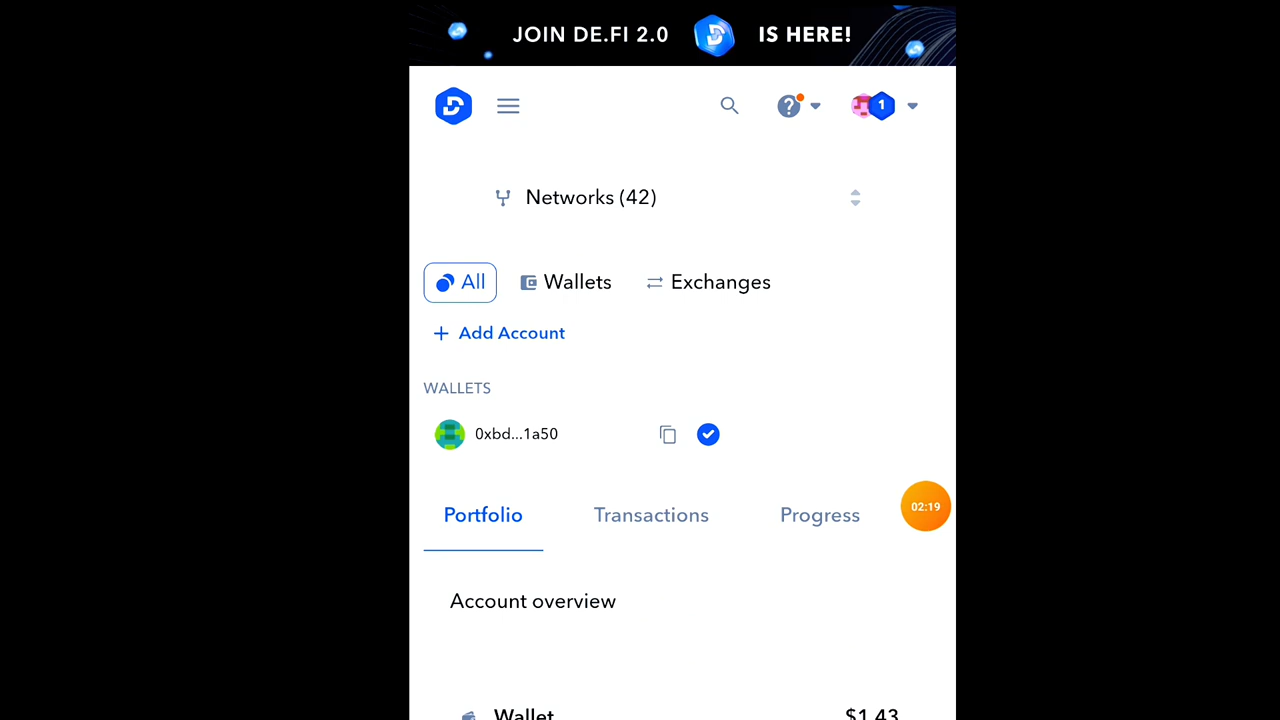 JOIN DE.FI 2.0 IS HERE!
1
Networks (42)
All Wallets Exchanges
+ Add Account
WALLETS
0xbd...1a50
Portfolio Transactions Progress
02:19
Account overview
Wallet $1.43